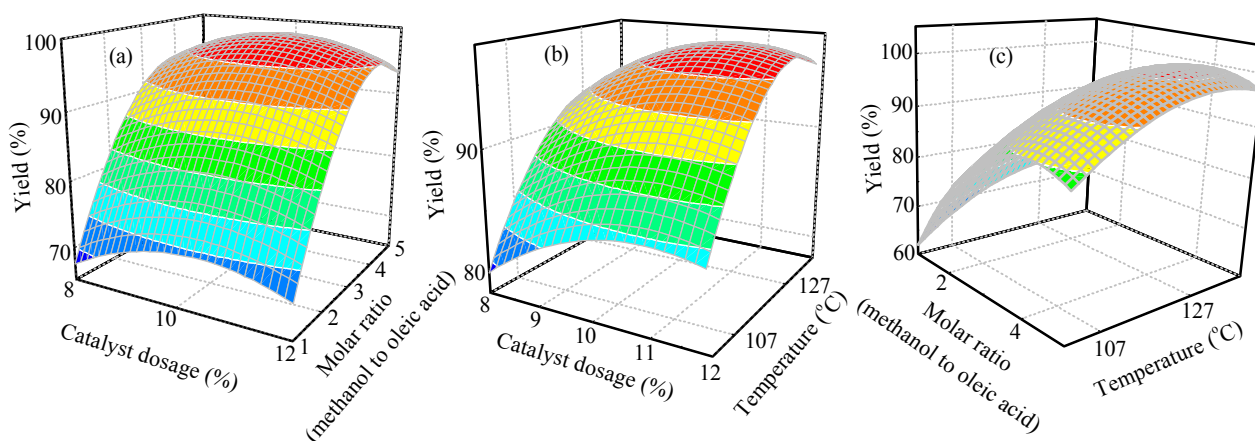 (a)
100
90
80
70
Yield (%)
8
10
12
Catalyst dosage (%)
1
2
3
4
5
Molar ratio
(methanol to oleic acid)
(b)
90
80
Yield (%)
8
9
10
11
12
Catalyst dosage (%)
107
127
Temperature (°C)
(c)
100
90
80
70
60
Yield (%)
2
4
Molar ratio
(methanol to oleic acid)
107
127
Temperature (°C)